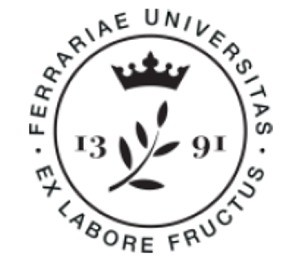 FERRARIAE UNIVERSITAS
13 91
EX LABORE FRUCTUS